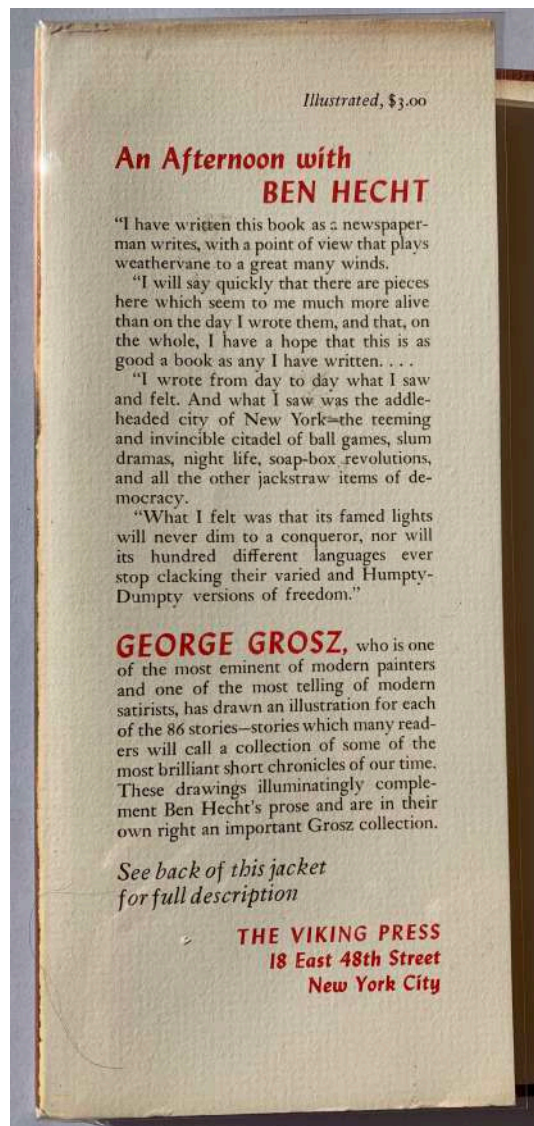 Illustrated, $3.00
An Afternoon with
BEN HECHT
“I have written this book as a newspaper-
man writes, with a point of view that plays
weathervane to a great many winds.
“I will say quickly that there are pieces
here which seem to me much more alive
than on the day I wrote them, and that, on
the whole, I have a hope that this is as
good a book as any I have written. . . .
“I wrote from day to day what I saw
and felt. And what I saw was the addle-
headed city of New York—the teeming
and invincible citadel of ball games, slum
dramas, night life, soap-box revolutions,
and all the other jackstraw items of de-
mocracy.
“What I felt was that its famed lights
will never dim to a conqueror, nor will
its hundred different languages ever
stop clacking their varied and Humpty-
Dumpty versions of freedom.”
GEORGE GROSZ, who is one
of the most eminent of modern painters
and one of the most telling of modern
satirists, has drawn an illustration for each
of the 86 stories—stories which many read-
ers will call a collection of some of the
most brilliant short chronicles of our time.
These drawings illuminatingly comple-
ment Ben Hecht's prose and are in their
own right an important Grosz collection.
See back of this jacket
for full description
THE VIKING PRESS
18 East 48th Street
New York City